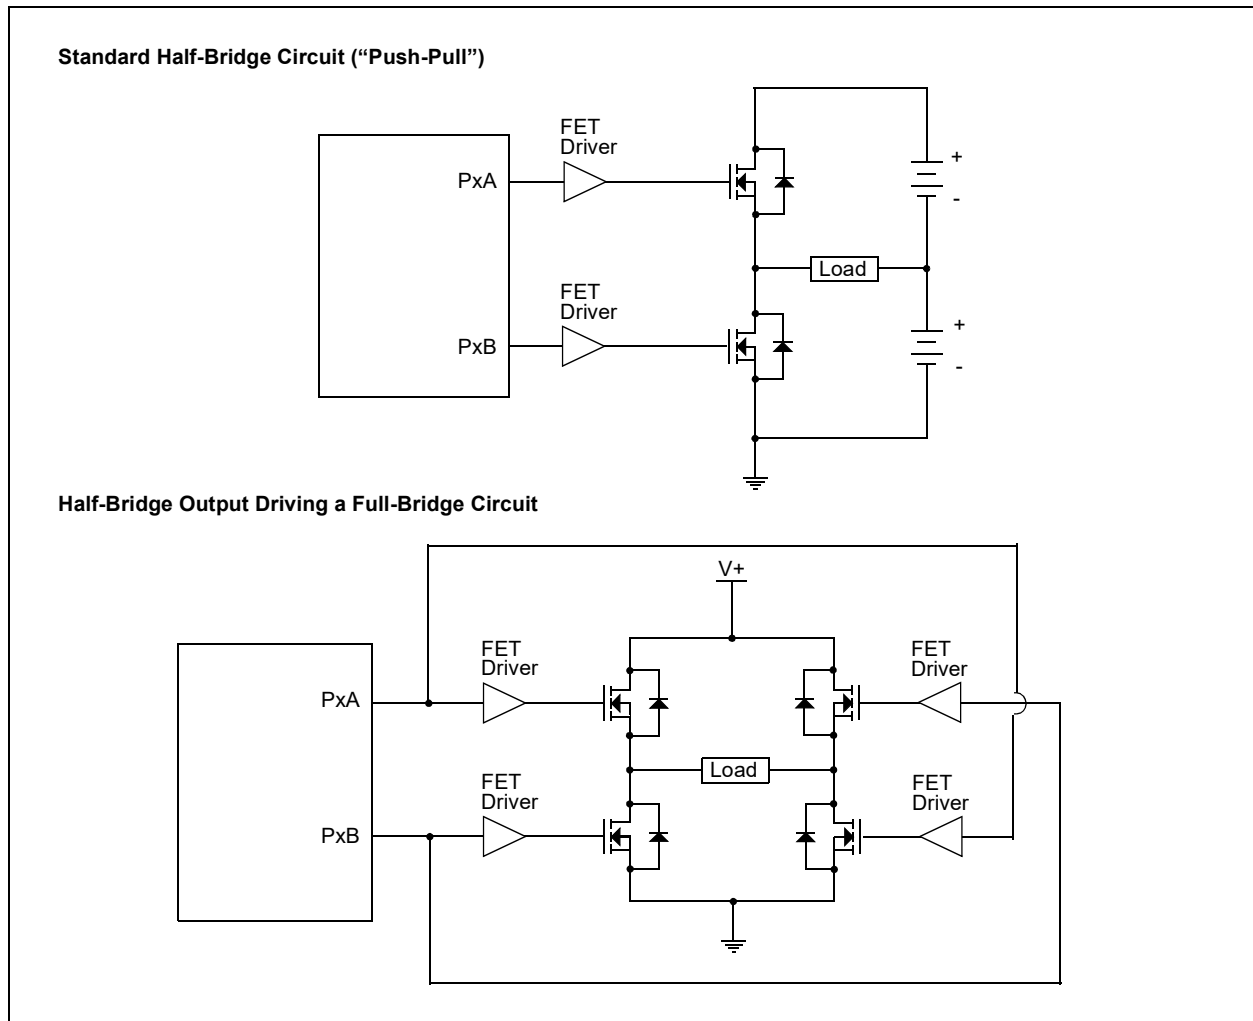 Standard Half-Bridge Circuit (“Push-Pull”)
FET
Driver
PxA
+
-
Load
FET
Driver
PxB
+
-
Half-Bridge Output Driving a Full-Bridge Circuit
V+
FET
Driver
FET
Driver
PxA
Load
FET
Driver
FET
Driver
PxB